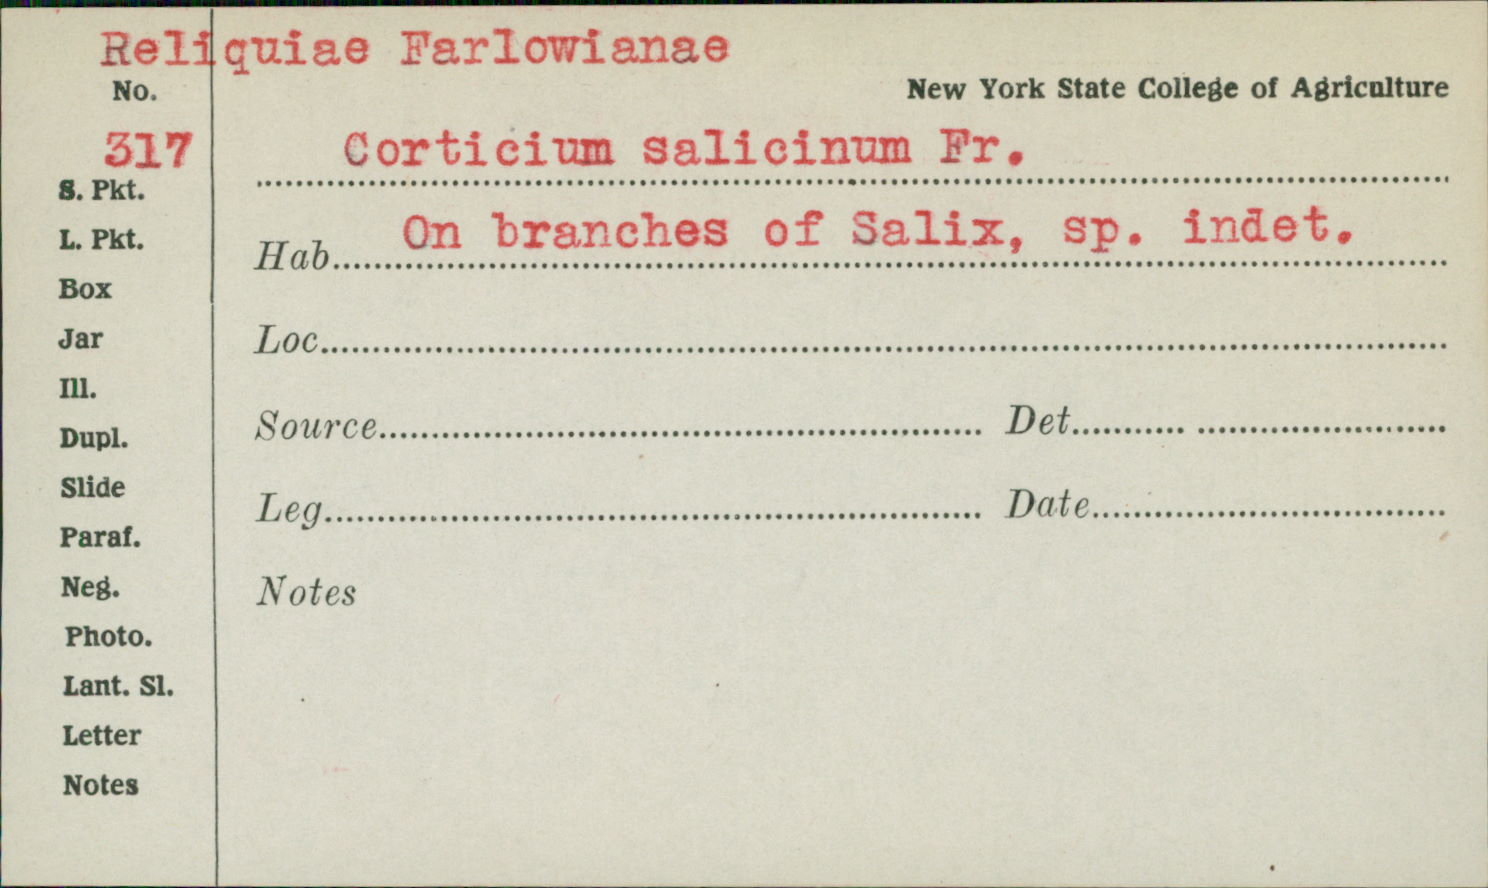 Reliquiae Farlowianae
No.
New York State College of Agriculture
317
Corticium salicinum Fr.
S. Pkt.
On branches of Salix, sp. indet.
L. Pkt.
Hab.
Box
Jar
Loc.
Ill.
Source
Det.
Dupl.
Slide
Leg.
Date
Paraf.
Neg.
Notes
Photo.
Lant. Sl.
Letter
Notes